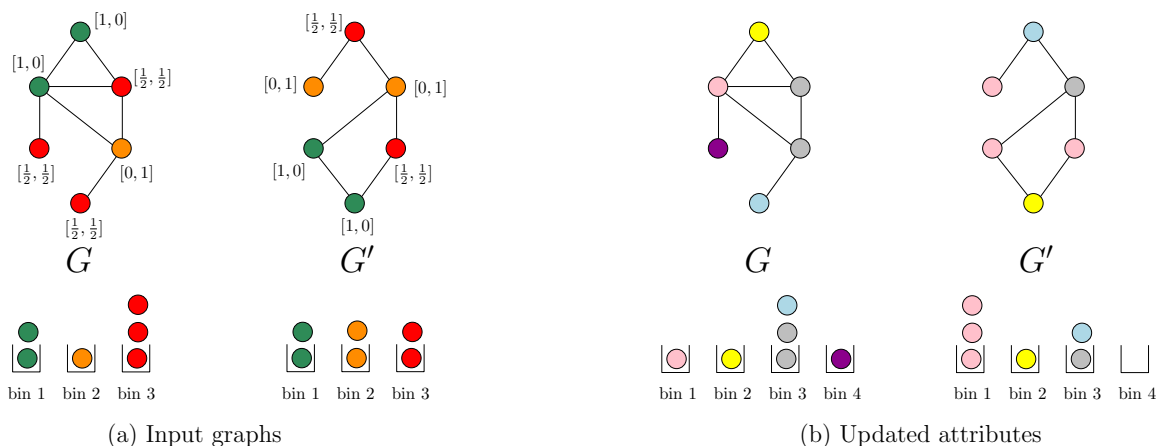 [1, 0]
[1, 0]
[½, ½]
[½, ½]
[0, 1]
[½, ½]
G
[½, ½]
[0, 1]
[0, 1]
[1, 0]
[½, ½]
[1, 0]
G′
bin 1 bin 2 bin 3
bin 1 bin 2 bin 3
(a) Input graphs
G
G′
bin 1 bin 2 bin 3 bin 4
bin 1 bin 2 bin 3 bin 4
(b) Updated attributes